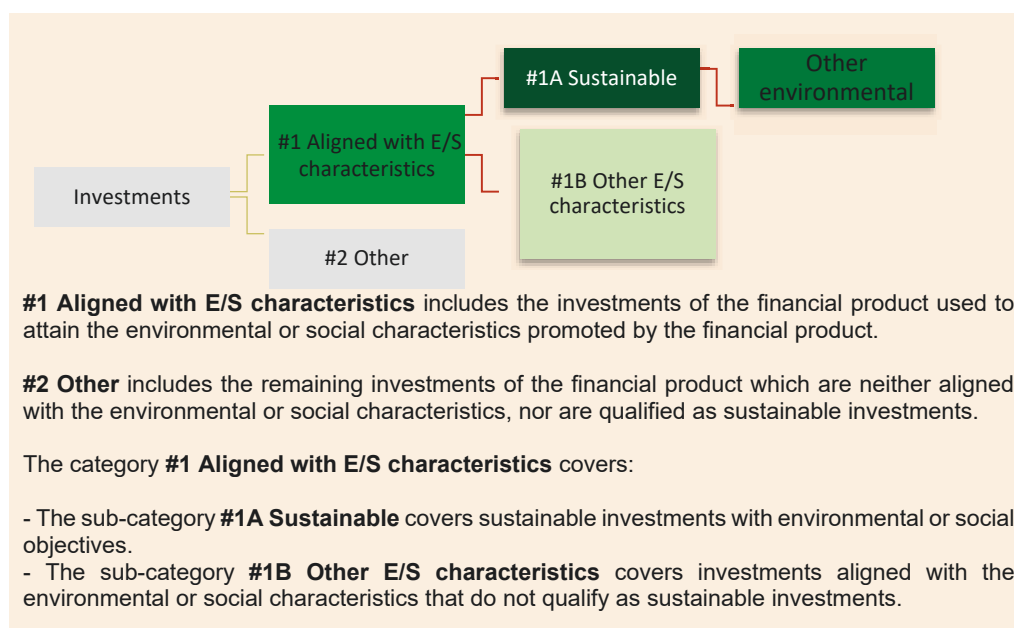 #1A Sustainable
Other
environmental
#1 Aligned with E/S
characteristics
#1B Other E/S
characteristics
Investments
#2 Other
#1 Aligned with E/S characteristics includes the investments of the financial product used to
attain the environmental or social characteristics promoted by the financial product.
#2 Other includes the remaining investments of the financial product which are neither aligned
with the environmental or social characteristics, nor are qualified as sustainable investments.
The category #1 Aligned with E/S characteristics covers:
- The sub-category #1A Sustainable covers sustainable investments with environmental or social
objectives.
- The sub-category #1B Other E/S characteristics covers investments aligned with the
environmental or social characteristics that do not qualify as sustainable investments.